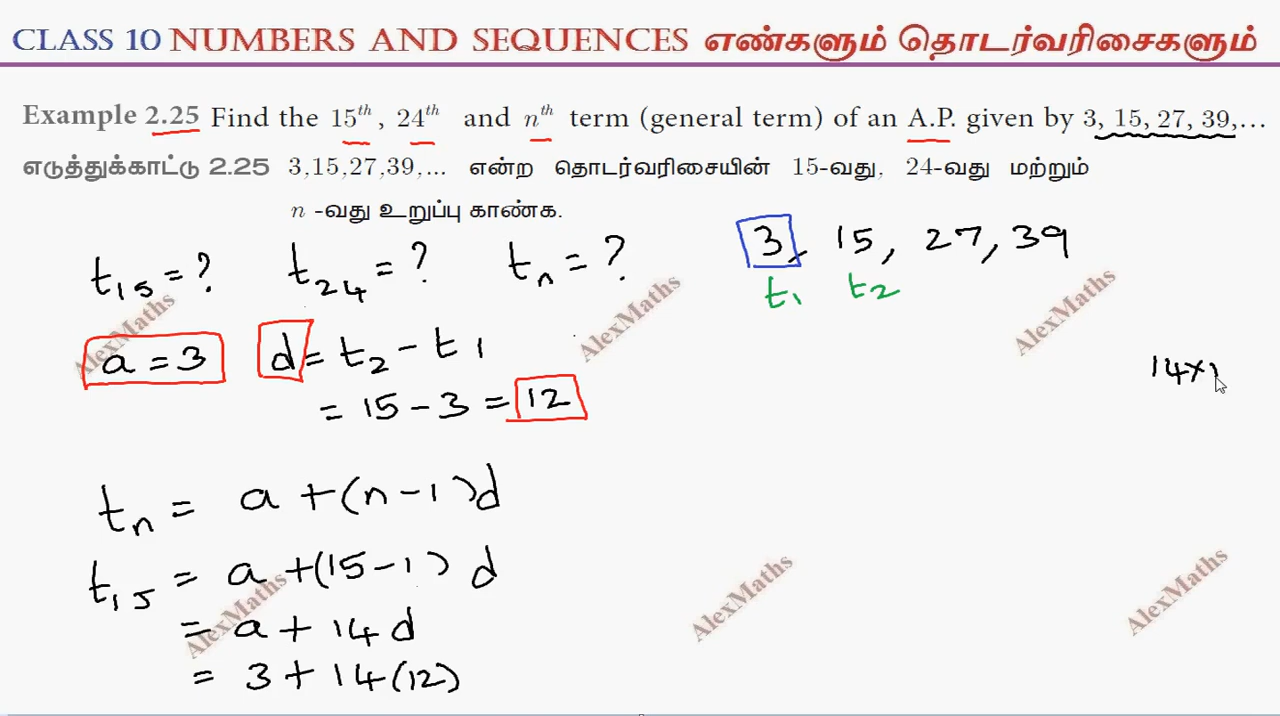 CLASS 10 NUMBERS AND SEQUENCES எண்களும் தொடர்வரிசைகளும்
Example 2.25 Find the 15th, 24th and nth term (general term) of an A.P. given by 3, 15, 27, 39,…
எடுத்துக்காட்டு 2.25 3,15,27,39,... என்ற தொடர்வரிசையின் 15-வது, 24-வது மற்றும்
n -வது உறுப்பு காண்க.
t15 = ? t24 = ? tn = ? 3, 15, 27, 39
t1 t2
AlexMaths AlexMaths AlexMaths
a = 3 d = t2 - t1
= 15 - 3 = 12
14×1
tn = a + (n-1)d
t15 = a + (15-1) d
AlexMaths AlexMaths AlexMaths
= a + 14 d
= 3 + 14 (12)